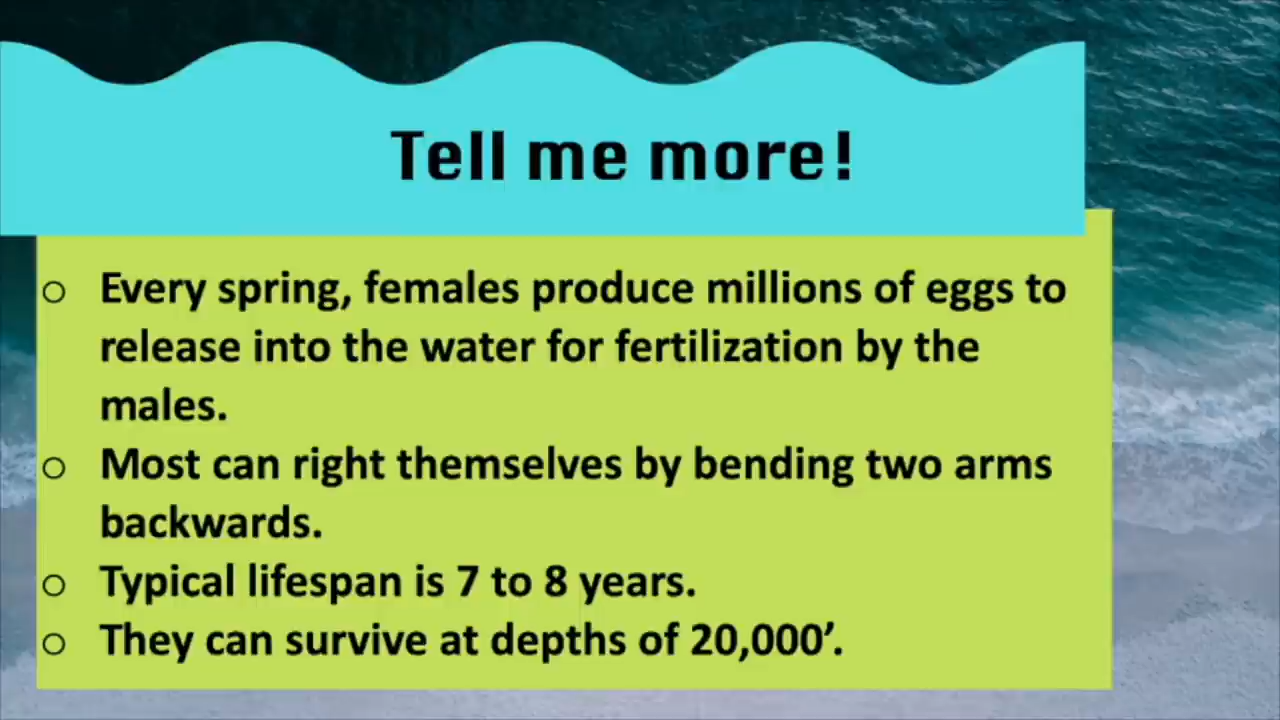 Tell me more!
o Every spring, females produce millions of eggs to
release into the water for fertilization by the
males.
o Most can right themselves by bending two arms
backwards.
o Typical lifespan is 7 to 8 years.
o They can survive at depths of 20,000’.